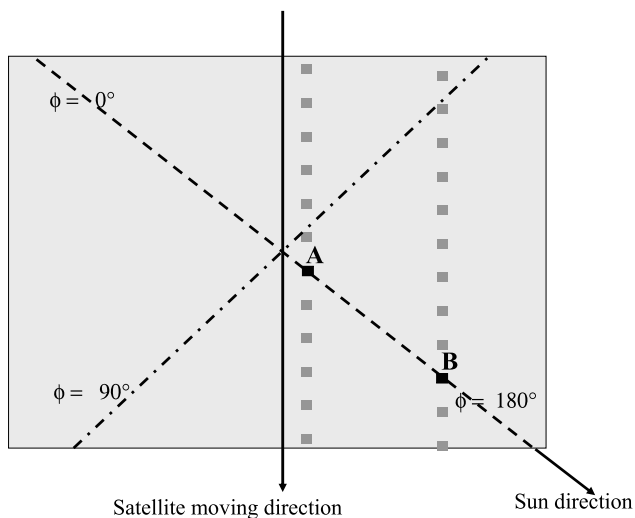 ϕ = 0°
A
B
ϕ = 90°
ϕ = 180°
Satellite moving direction
Sun direction